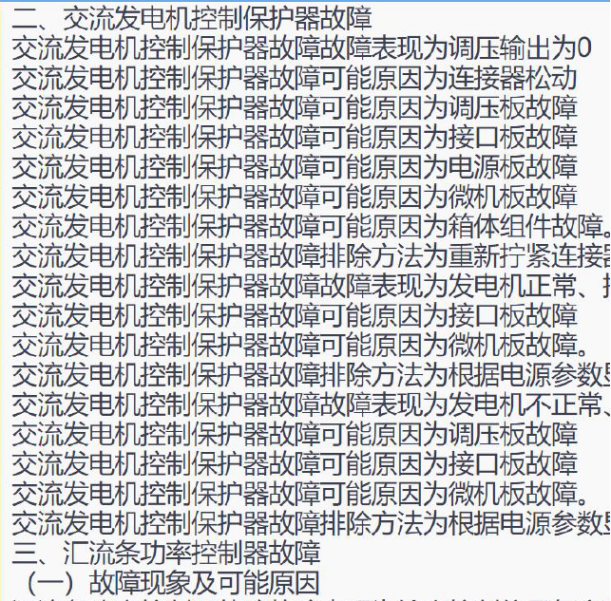 二、交流发电机控制保护器故障
交流发电机控制保护器故障故障表现为调压输出为0
交流发电机控制保护器故障可能原因为连接器松动
交流发电机控制保护器故障可能原因为调压板故障
交流发电机控制保护器故障可能原因为接口板故障
交流发电机控制保护器故障可能原因为电源板故障
交流发电机控制保护器故障可能原因为微机板故障
交流发电机控制保护器故障可能原因为箱体组件故障。
交流发电机控制保护器故障排除方法为重新拧紧连接器
交流发电机控制保护器故障故障表现为发电机正常、
交流发电机控制保护器故障可能原因为接口板故障
交流发电机控制保护器故障可能原因为微机板故障。
交流发电机控制保护器故障排除方法为根据电源参数显
交流发电机控制保护器故障故障表现为发电机不正常、
交流发电机控制保护器故障可能原因为调压板故障
交流发电机控制保护器故障可能原因为接口板故障
交流发电机控制保护器故障可能原因为微机板故障。
交流发电机控制保护器故障排除方法为根据电源参数显
三、汇流条功率控制器故障
（一）故障现象及可能原因